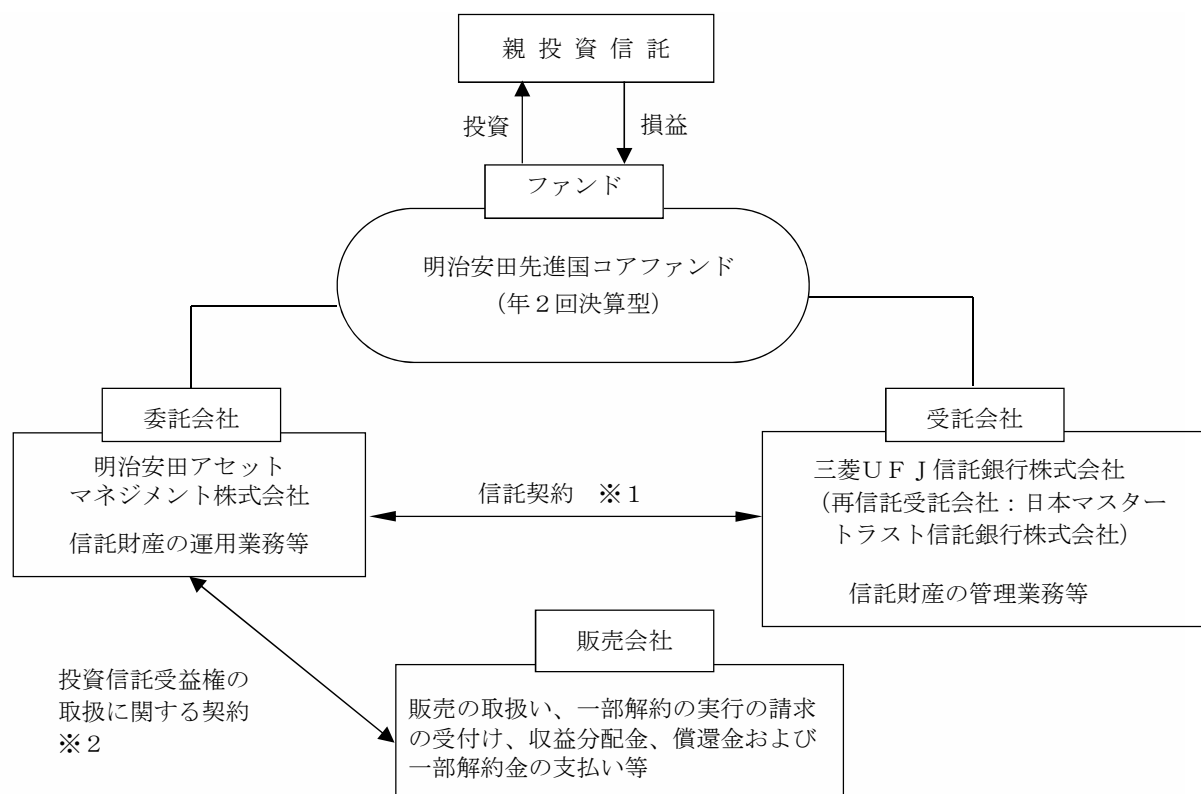 親 投 資 信 託
投資
損益
ファンド
明治安田先進国コアファンド
（年２回決算型）
委託会社
明治安田アセット
マネジメント株式会社
信託財産の運用業務等
信託契約　※１
受託会社
三菱ＵＦＪ信託銀行株式会社
（再信託受託会社：日本マスター
トラスト信託銀行株式会社）
信託財産の管理業務等
投資信託受益権の
取扱に関する契約
※２
販売会社
販売の取扱い、一部解約の実行の請求
の受付け、収益分配金、償還金および
一部解約金の支払い等